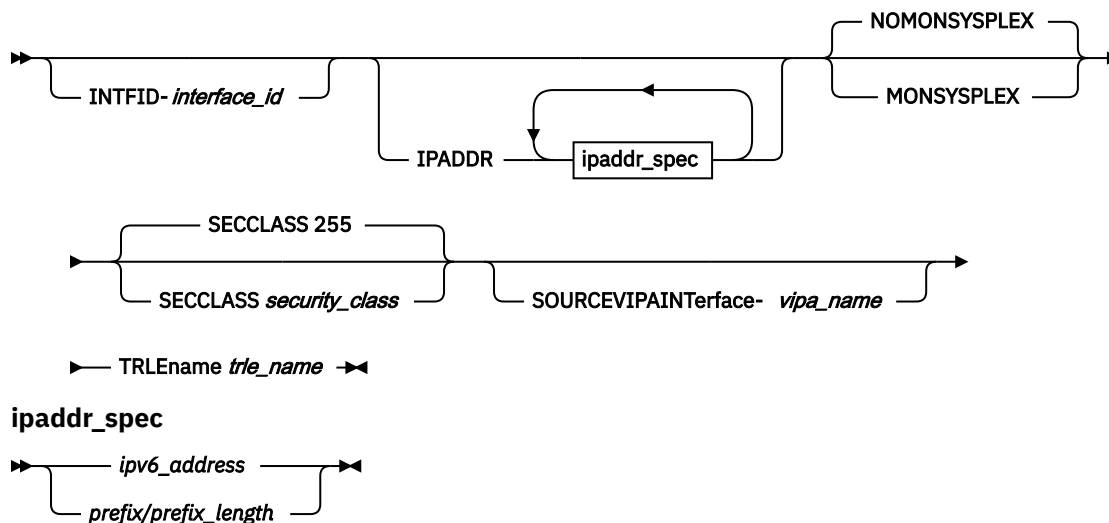 NOMONSYSPLEX
INTFID- interface_id
MONSYSPLEX
IPADDR ipaddr_spec
SECCLASS 255
SECCLASS security_class
SOURCEVIPAINTerface- vipa_name
TRLEname trle_name
ipaddr_spec
ipv6_address
prefix/prefix_length